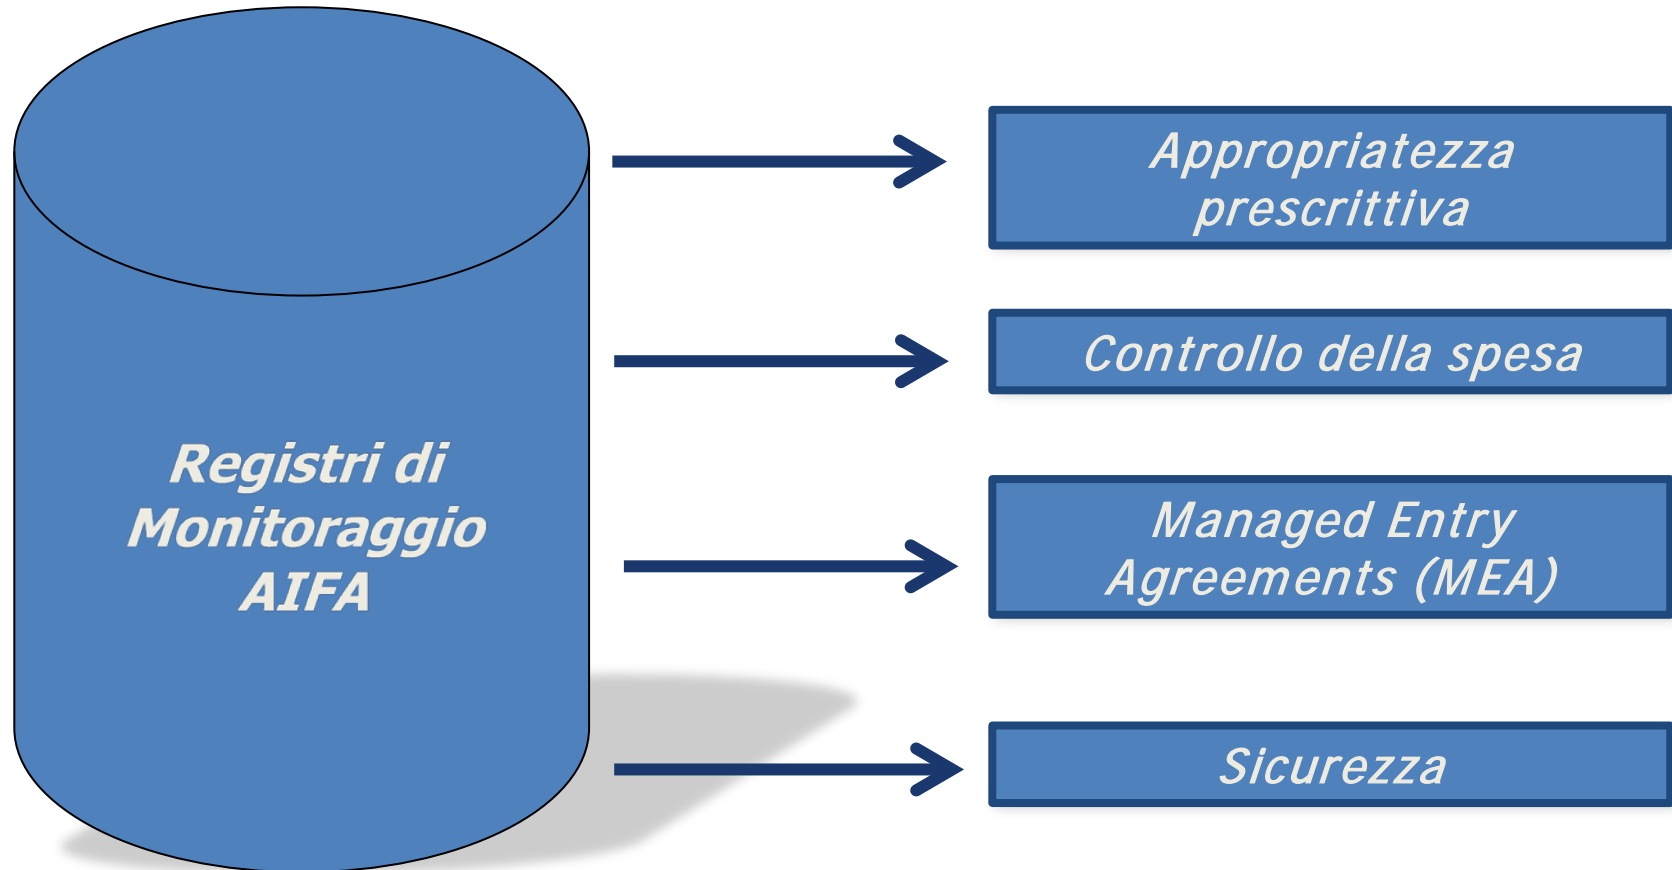 Registri di
Monitoraggio
AIFA
Appropriatezza
prescrittiva
Controllo della spesa
Managed Entry
Agreements (MEA)
Sicurezza